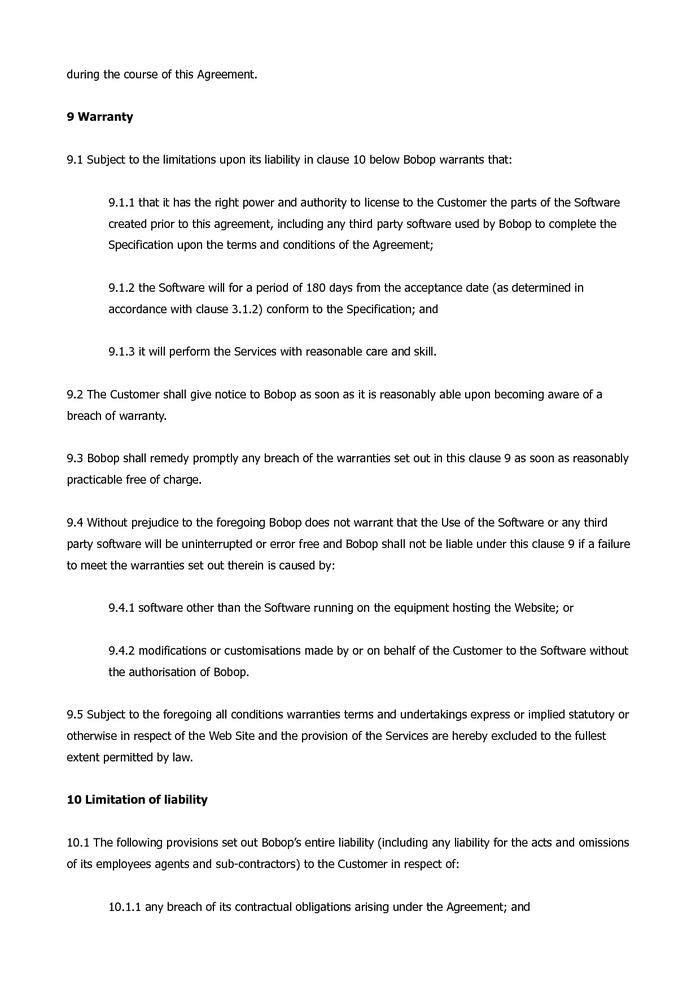 during the course of this Agreement.
9 Warranty
9.1 Subject to the limitations upon its liability in clause 10 below Bobop warrants that:
9.1.1 that it has the right power and authority to license to the Customer the parts of the Software
created prior to this agreement, including any third party software used by Bobop to complete the
Specification upon the terms and conditions of the Agreement;
9.1.2 the Software will for a period of 180 days from the acceptance date (as determined in
accordance with clause 3.1.2) conform to the Specification; and
9.1.3 it will perform the Services with reasonable care and skill.
9.2 The Customer shall give notice to Bobop as soon as it is reasonably able upon becoming aware of a
breach of warranty.
9.3 Bobop shall remedy promptly any breach of the warranties set out in this clause 9 as soon as reasonably
practicable free of charge.
9.4 Without prejudice to the foregoing Bobop does not warrant that the Use of the Software or any third
party software will be uninterrupted or error free and Bobop shall not be liable under this clause 9 if a failure
to meet the warranties set out therein is caused by:
9.4.1 software other than the Software running on the equipment hosting the Website; or
9.4.2 modifications or customisations made by or on behalf of the Customer to the Software without
the authorisation of Bobop.
9.5 Subject to the foregoing all conditions warranties terms and undertakings express or implied statutory or
otherwise in respect of the Web Site and the provision of the Services are hereby excluded to the fullest
extent permitted by law.
10 Limitation of liability
10.1 The following provisions set out Bobop’s entire liability (including any liability for the acts and omissions
of its employees agents and sub-contractors) to the Customer in respect of:
10.1.1 any breach of its contractual obligations arising under the Agreement; and